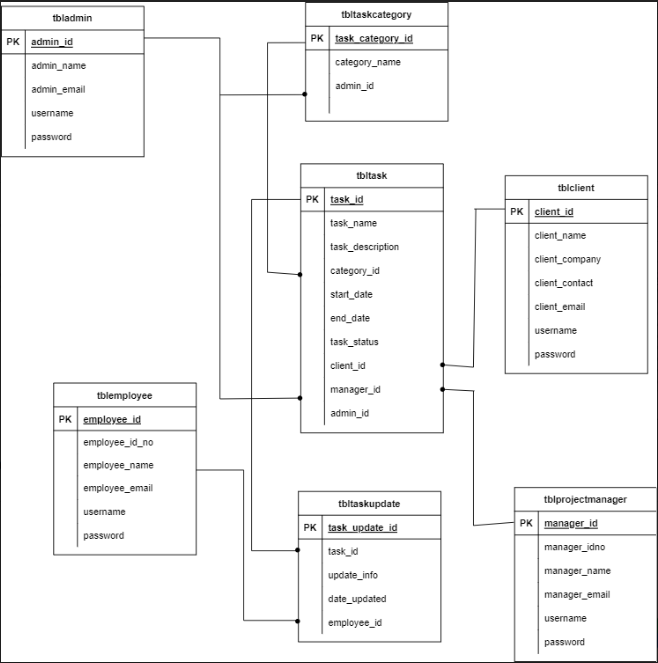 tbladmin
PK admin_id
admin_name
admin_email
username
password
tbltaskcategory
PK task_category_id
category_name
admin_id
tbltask
PK task_id
task_name
task_description
category_id
start_date
end_date
task_status
client_id
manager_id
admin_id
tblclient
PK client_id
client_name
client_company
client_contact
client_email
username
password
tblemployee
PK employee_id
employee_id_no
employee_name
employee_email
username
password
tbltaskupdate
PK task_update_id
task_id
update_info
date_updated
employee_id
tblprojectmanager
PK manager_id
manager_idno
manager_name
manager_email
username
password